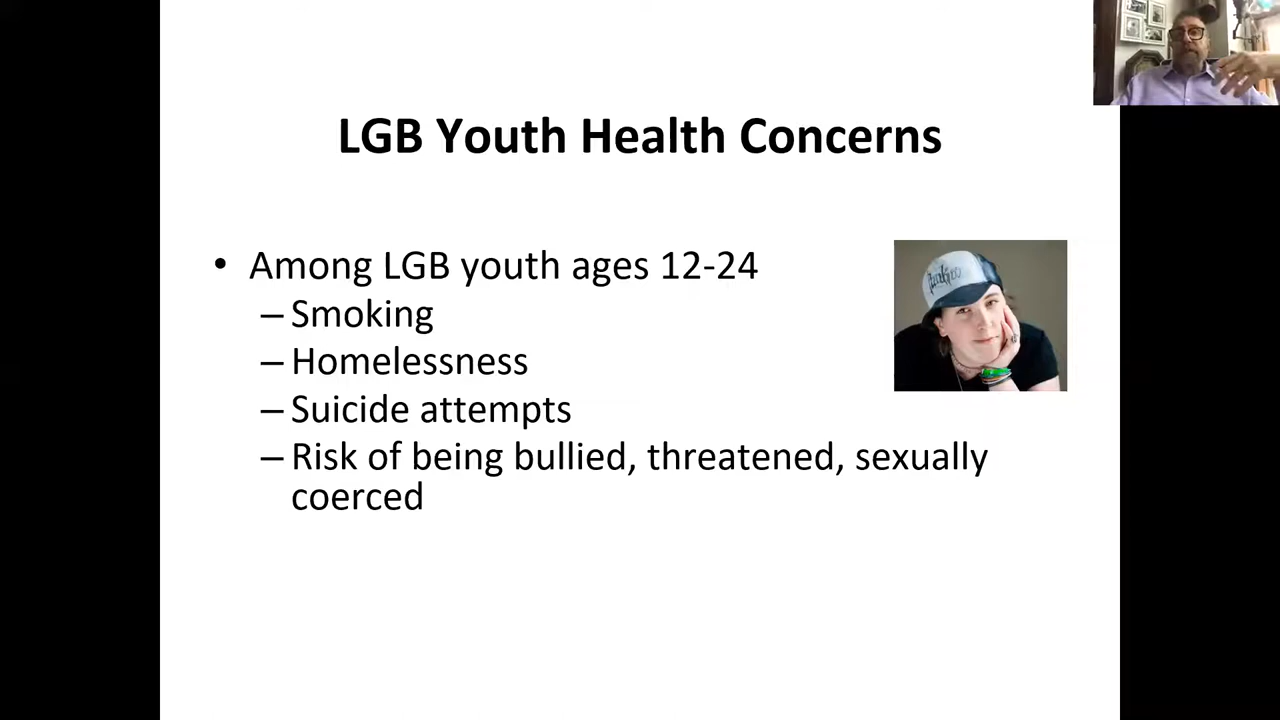 LGB Youth Health Concerns
• Among LGB youth ages 12-24
– Smoking
– Homelessness
– Suicide attempts
– Risk of being bullied, threatened, sexually
coerced